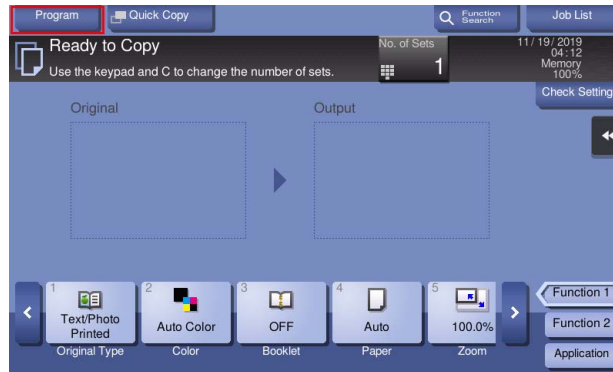 Program
Quick Copy
Function Search
Job List
Ready to Copy
Use the keypad and C to change the number of sets.
No. of Sets
1
11/19/2019
04:12
Memory
100%
Check Setting
Original
Output
1
Text/Photo
Printed
Original Type
2
Auto Color
Color
3
OFF
Booklet
4
Auto
Paper
5
100.0%
Zoom
Function 1
Function 2
Application